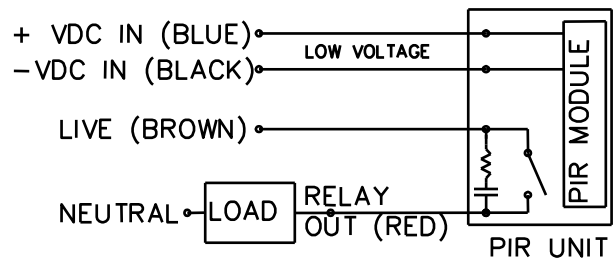 + VDC IN (BLUE)
LOW VOLTAGE
-VDC IN (BLACK)
LIVE (BROWN)
PIR MODULE
NEUTRAL
LOAD
RELAY
OUT (RED)
PIR UNIT